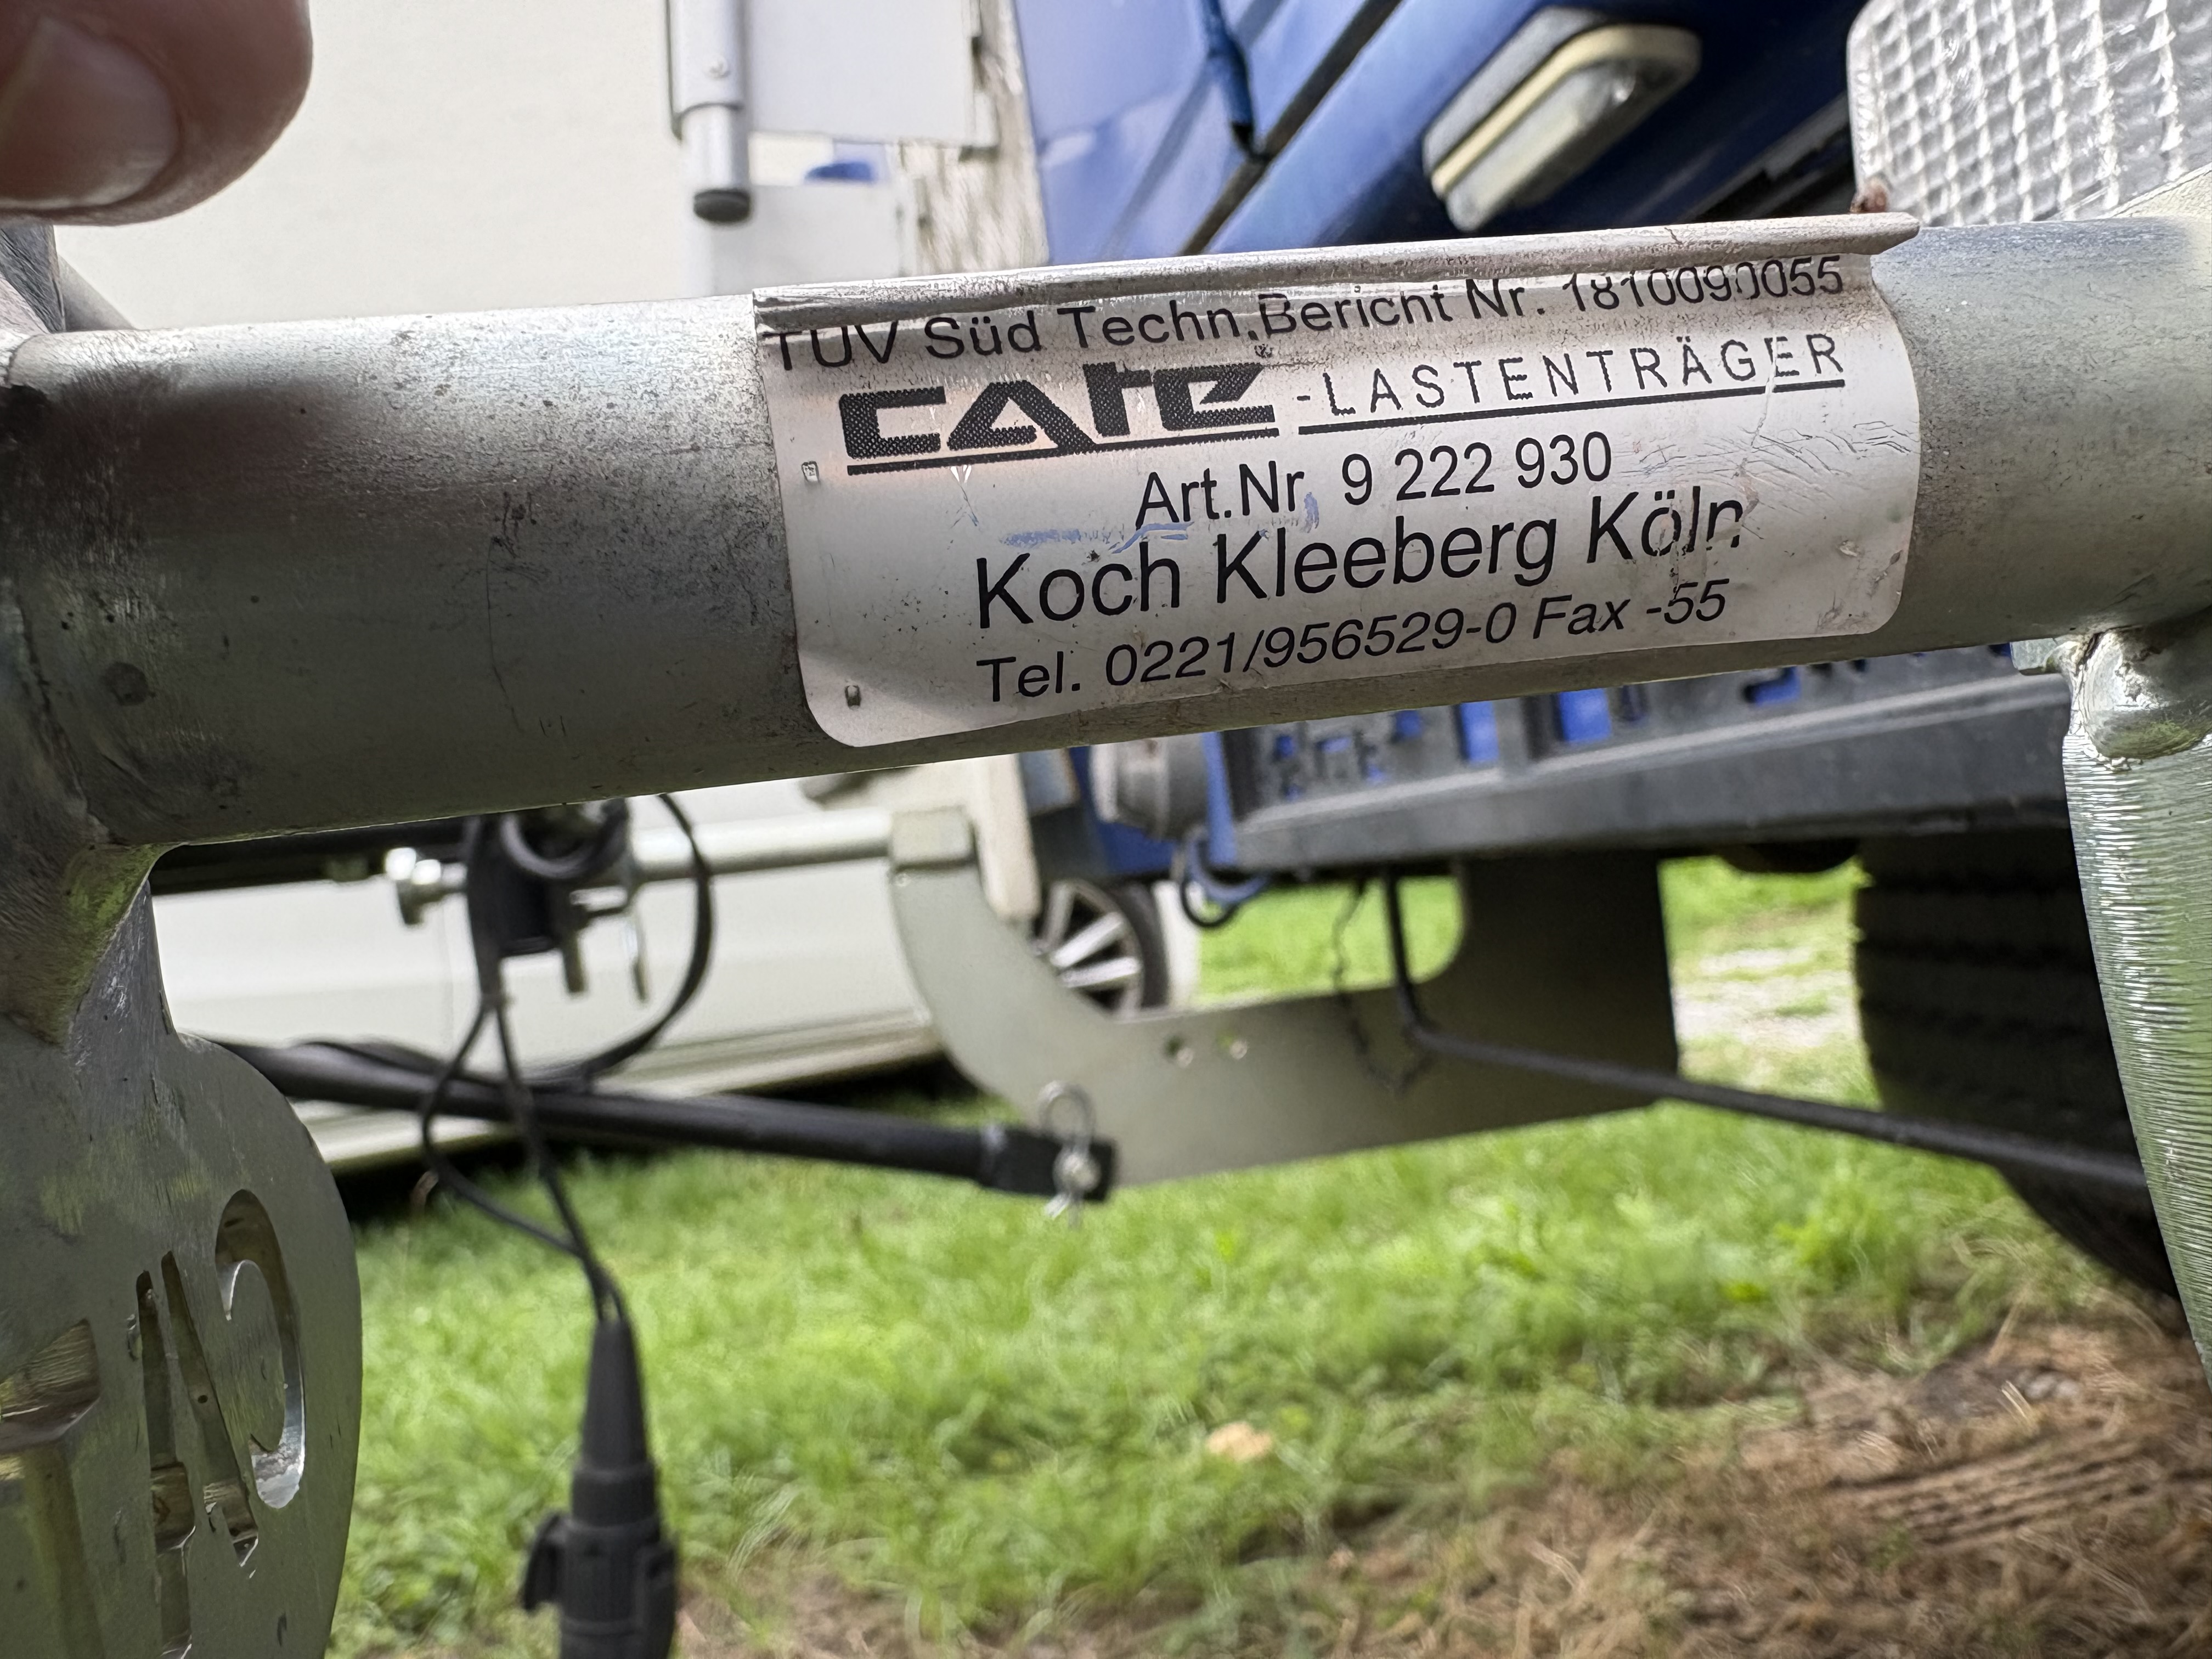 TÜV Süd Techn.Bericht Nr. 1810090055
CATE -LASTENTRÄGER
Art.Nr. 9 222 930
Koch Kleeberg Köln
Tel. 0221/956529-0 Fax -55